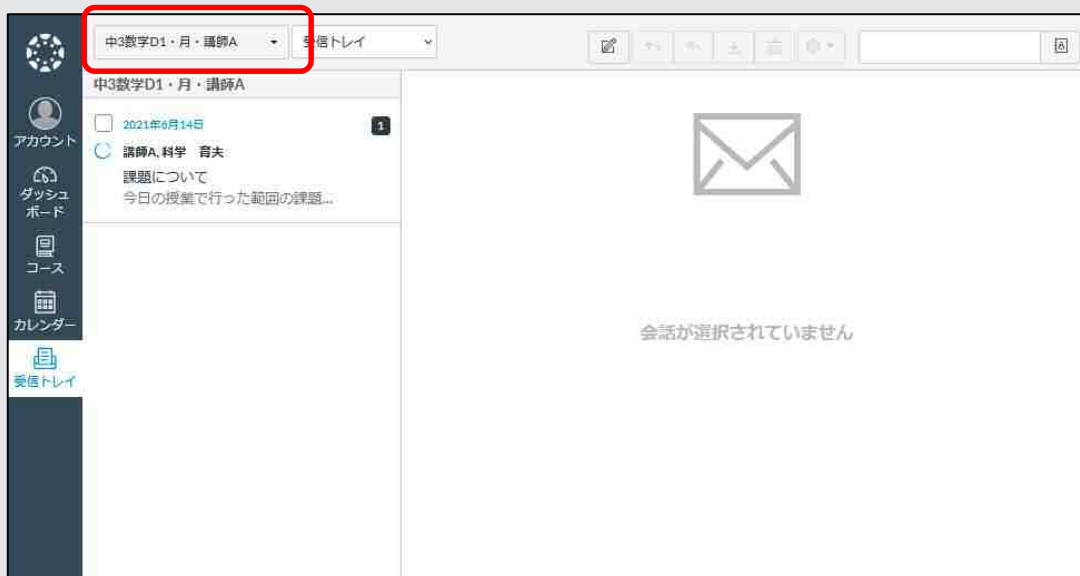 中3数学D1・月・講師A
受信トレイ
中3数学D1・月・講師A
2021年6月14日
1
講師A, 科学　育夫
課題について
今日の授業で行った範囲の課題...
アカウント
ダッシュ
ボード
コース
カレンダー
受信トレイ
会話が選択されていません